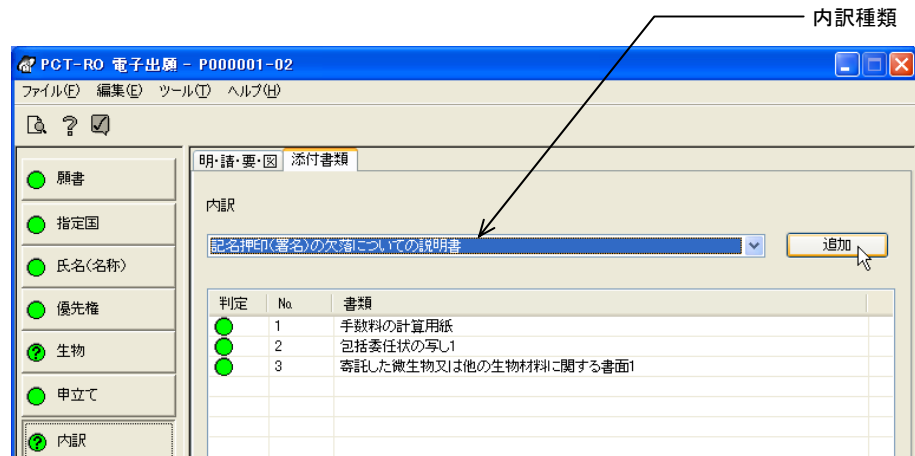 内訳種類
PCT-RO 電子出願 - P000001-02
ファイル(F) 編集(E) ツール(T) ヘルプ(H)
明・請・要・図 添付書類
願書
内訳
指定国
記名押印(署名)の欠落についての説明書 追加
氏名(名称)
判定 No. 書類
優先権
1 手数料の計算用紙
2 包括委任状の写し1
生物
3 寄託した微生物又は他の生物材料に関する書面1
申立て
内訳